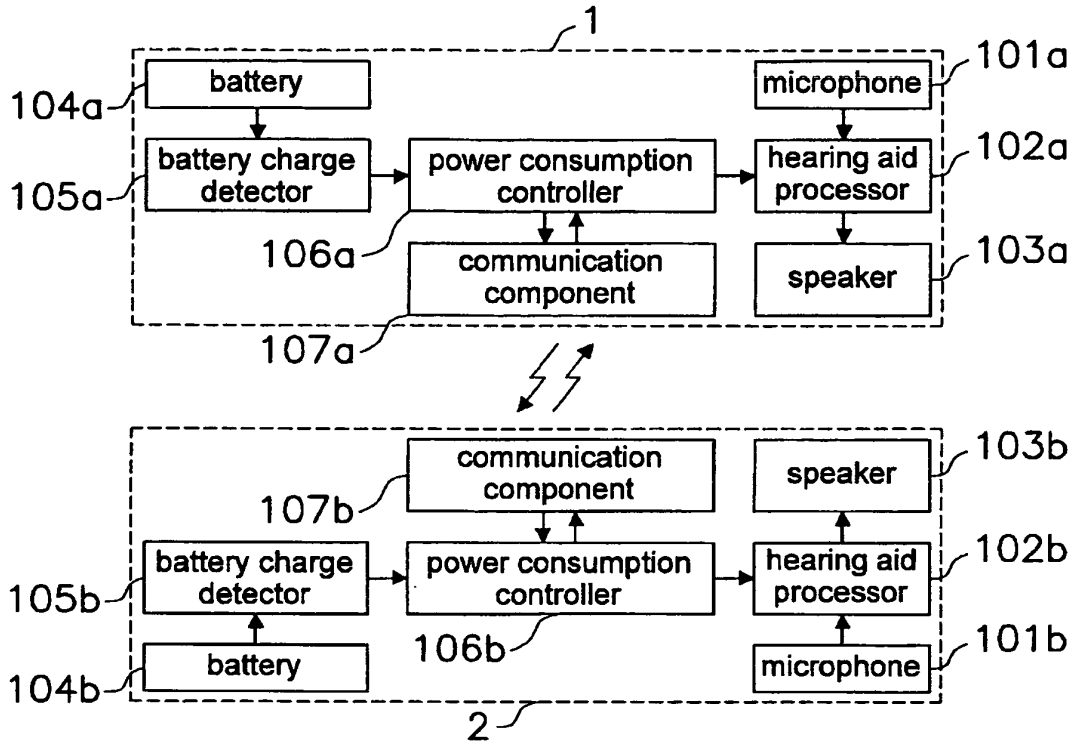 1
104a
battery
microphone
101a
105a
battery charge
detector
power consumption
controller
hearing aid
processor
102a
106a
communication
component
speaker
103a
107a
communication
component
speaker
103b
107b
105b
battery charge
detector
power consumption
controller
hearing aid
processor
102b
104b
battery
106b
microphone
101b
2